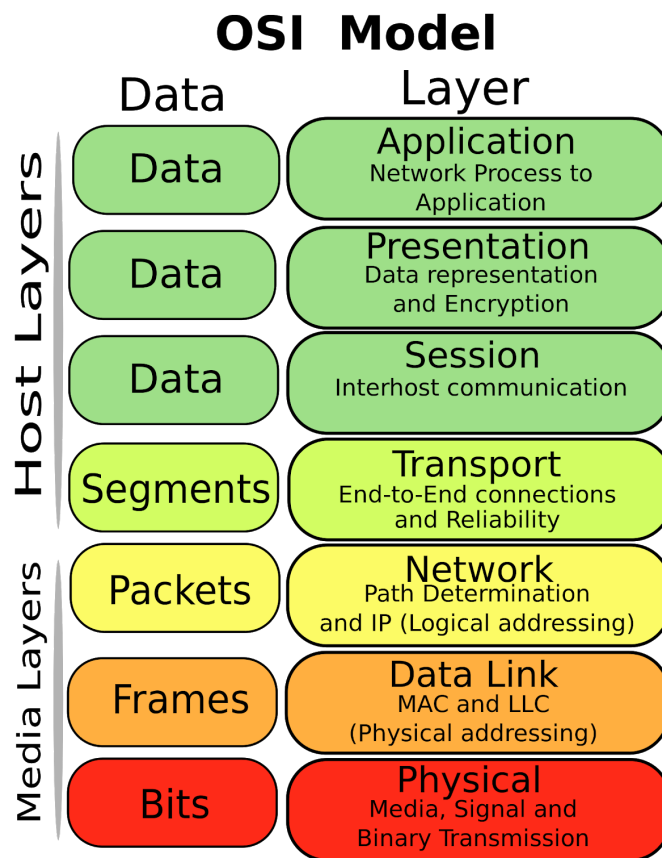 OSI Model
Data
Layer
Host Layers
Data
Application
Network Process to
Application
Data
Presentation
Data representation
and Encryption
Data
Session
Interhost communication
Segments
Transport
End-to-End connections
and Reliability
Media Layers
Packets
Network
Path Determination
and IP (Logical addressing)
Frames
Data Link
MAC and LLC
(Physical addressing)
Bits
Physical
Media, Signal and
Binary Transmission